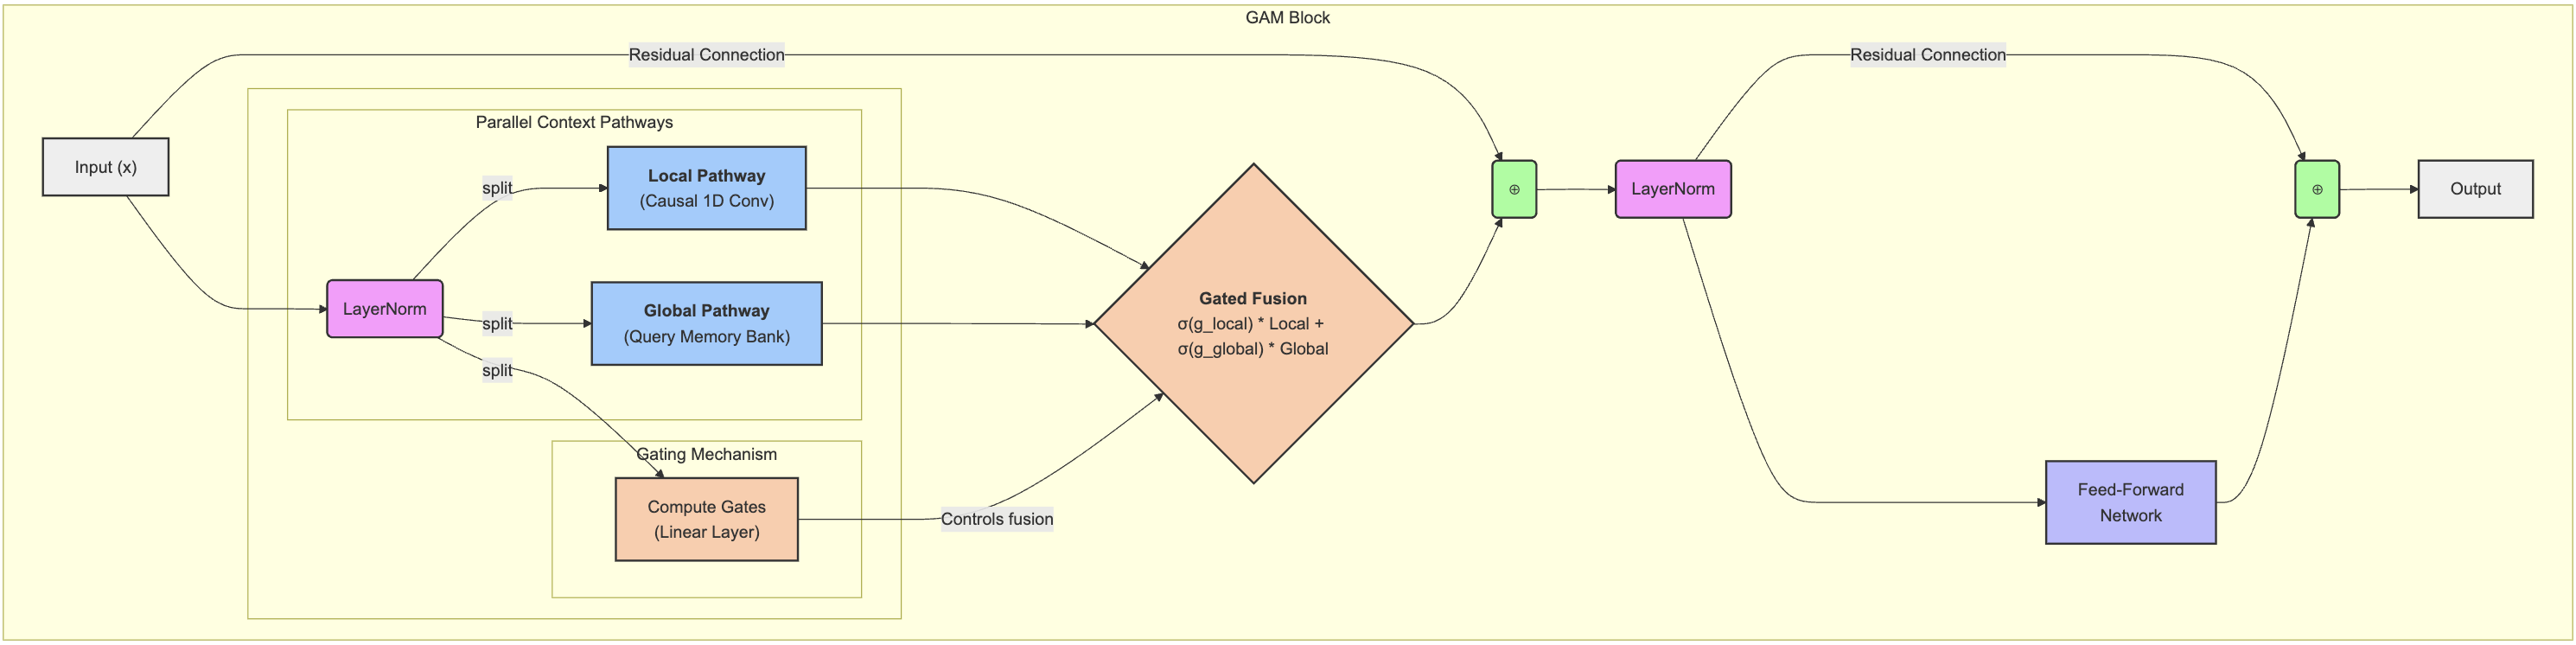 GAM Block
Residual Connection
Residual Connection
Parallel Context Pathways
Input (x)
split
Local Pathway
(Causal 1D Conv)
LayerNorm
split
Global Pathway
(Query Memory Bank)
split
Gating Mechanism
Compute Gates
(Linear Layer)
Controls fusion
Gated Fusion
σ(g_local) * Local +
σ(g_global) * Global
⊕
LayerNorm
Feed-Forward
Network
⊕
Output